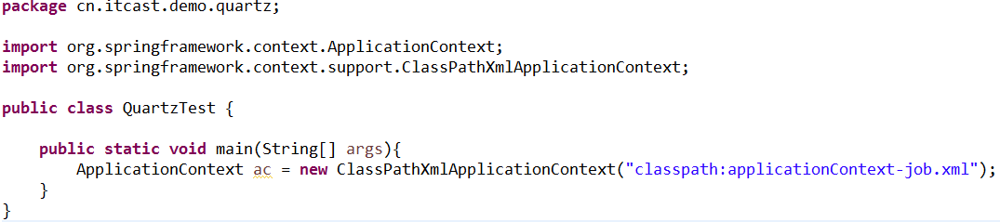 package cn.itcast.demo.quartz;
import org.springframework.context.ApplicationContext;
import org.springframework.context.support.ClassPathXmlApplicationContext;
public class QuartzTest {
public static void main(String[] args){
ApplicationContext ac = new ClassPathXmlApplicationContext("classpath:applicationContext-job.xml");
}
}